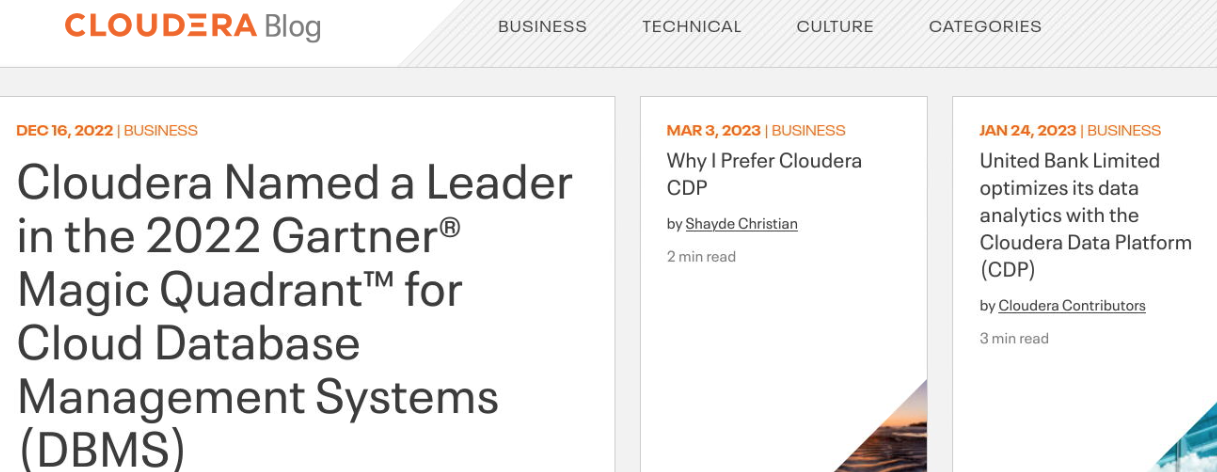 CLOUDERA Blog
BUSINESS TECHNICAL CULTURE CATEGORIES
DEC 16, 2022 | BUSINESS
Cloudera Named a Leader
in the 2022 Gartner®
Magic Quadrant™ for
Cloud Database
Management Systems
(DBMS)
MAR 3, 2023 | BUSINESS
Why I Prefer Cloudera
CDP
by Shayde Christian
2 min read
JAN 24, 2023 | BUSINESS
United Bank Limited
optimizes its data
analytics with the
Cloudera Data Platform
(CDP)
by Cloudera Contributors
3 min read